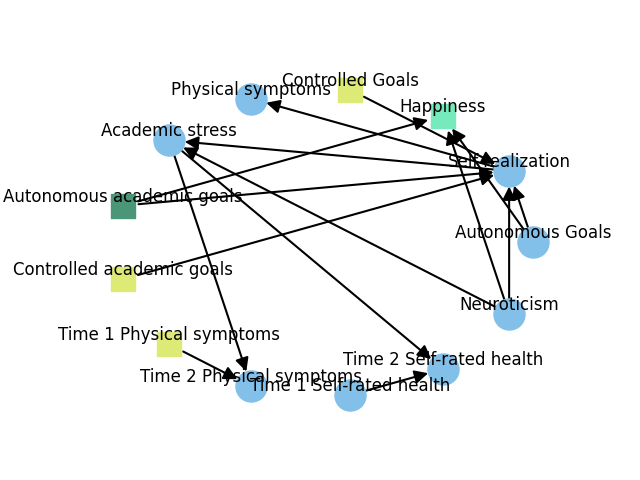 Controlled Goals
Physical symptoms
Happiness
Academic stress
Self-realization
Autonomous academic goals
Autonomous Goals
Controlled academic goals
Neuroticism
Time 1 Physical symptoms
Time 2 Self-rated health
Time 2 Physical symptoms
Time 1 Self-rated health